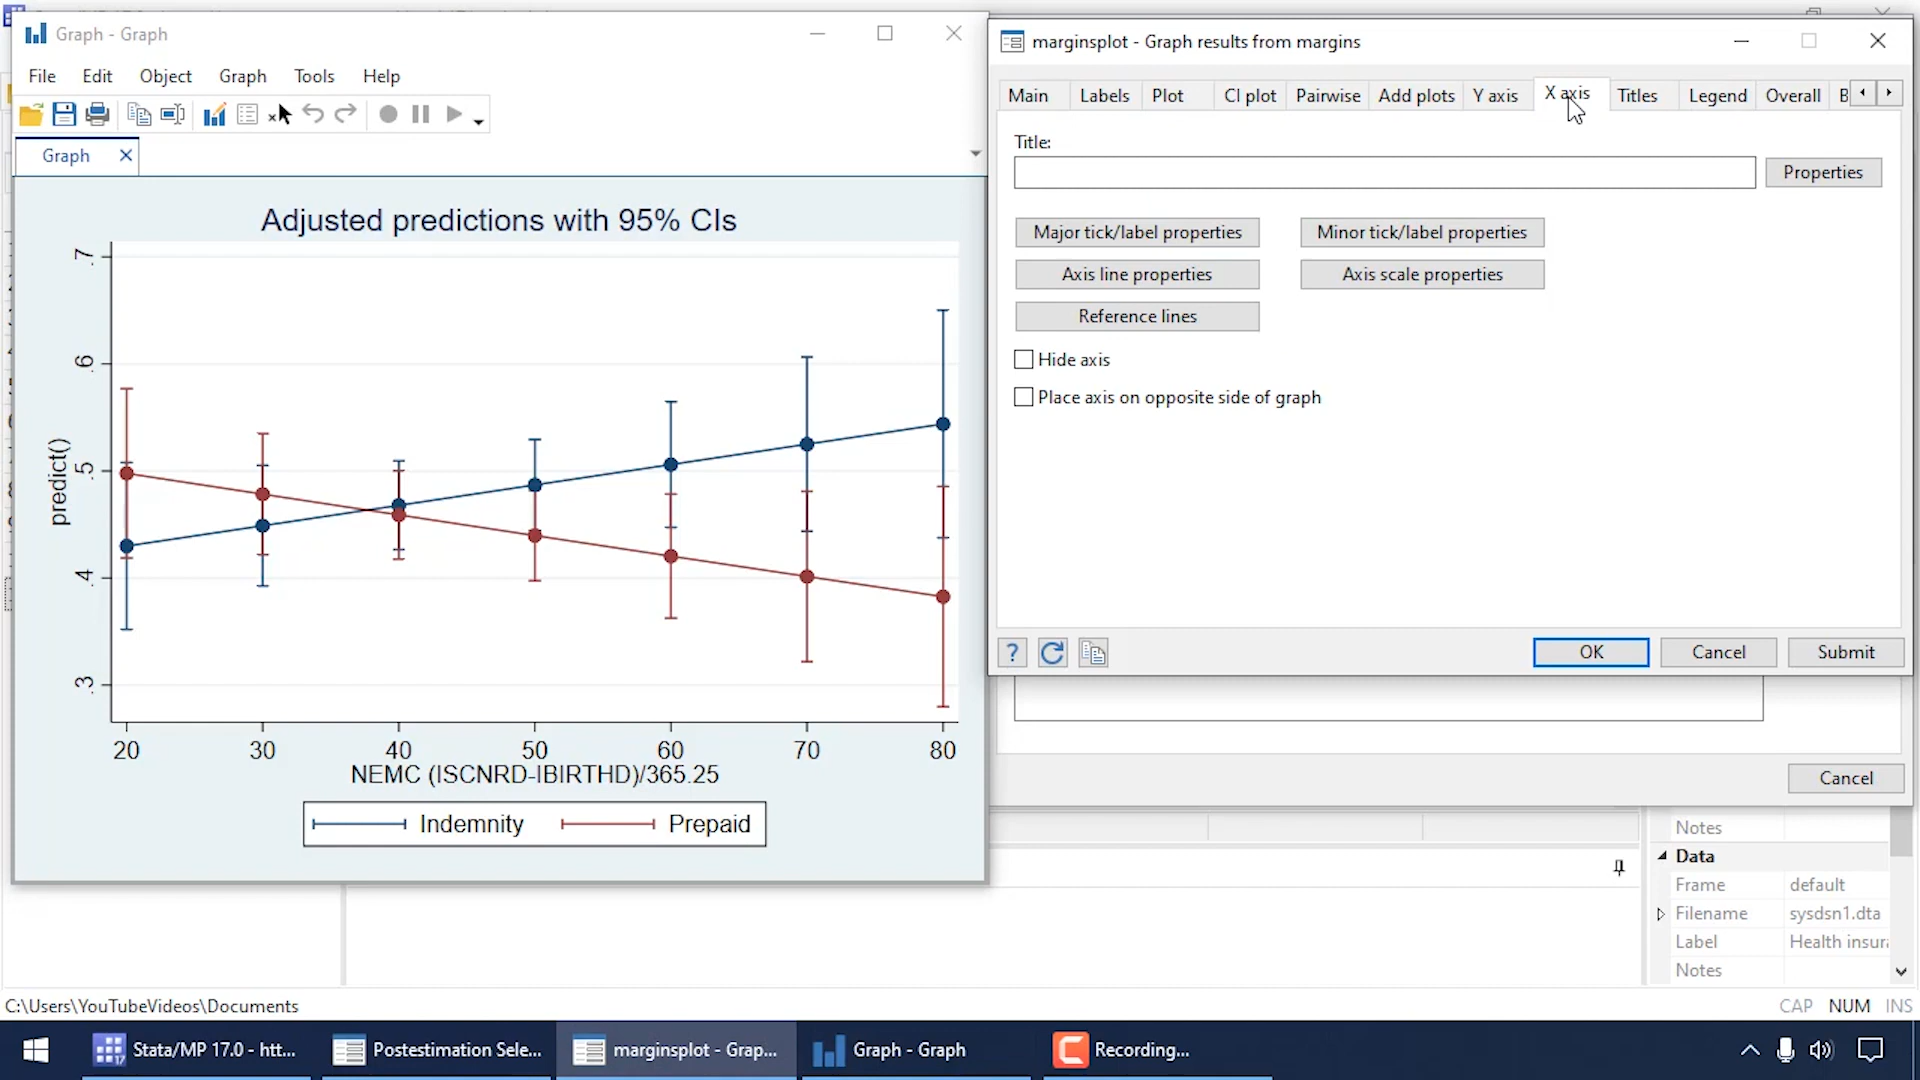 Graph - Graph
File Edit Object Graph Tools Help
Graph
Adjusted predictions with 95% CIs
.7
.6
.5
.4
.3
predict()
20 30 40 50 60 70 80
NEMC (ISCNRD-IBIRTHD)/365.25
Indemnity Prepaid
marginsplot - Graph results from margins
Main Labels Plot CI plot Pairwise Add plots Y axis X axis Titles Legend Overall B
Title:
Properties
Major tick/label properties Minor tick/label properties
Axis line properties Axis scale properties
Reference lines
Hide axis
Place axis on opposite side of graph
? OK Cancel Submit
Cancel
Notes
Data
Frame default
Filename sysdsn1.dta
Label Health insur
Notes
C:\Users\YouTubeVideos\Documents
CAP NUM INS
17 Stata/MP 17.0 - htt... Postestimation Sele... marginsplot - Grap... Graph - Graph Recording...